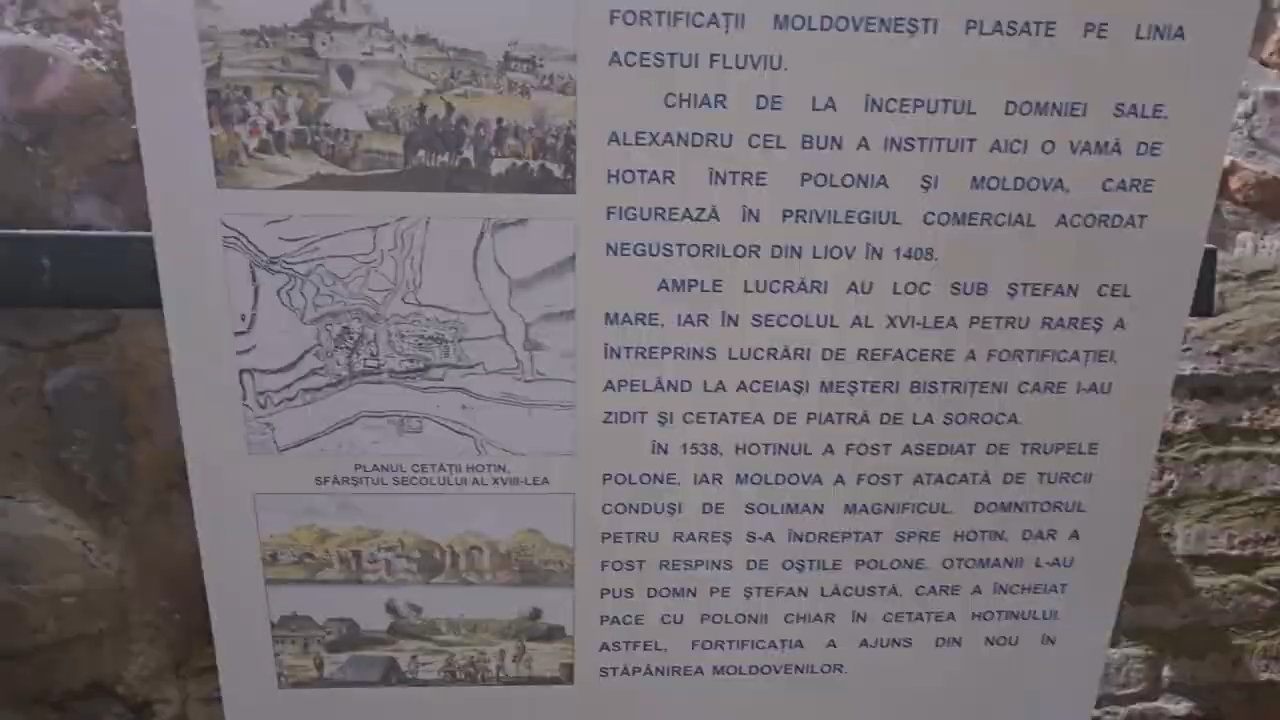 FORTIFICAȚII MOLDOVENEȘTI PLASATE PE LINIA
ACESTUI FLUVIU.
CHIAR DE LA ÎNCEPUTUL DOMNIEI SALE,
ALEXANDRU CEL BUN A INSTITUIT AICI O VAMĂ DE
HOTAR ÎNTRE POLONIA ȘI MOLDOVA, CARE
FIGUREAZĂ ÎN PRIVILEGIUL COMERCIAL ACORDAT
NEGUSTORILOR DIN LIOV ÎN 1408.
AMPLE LUCRĂRI AU LOC SUB ȘTEFAN CEL
MARE, IAR ÎN SECOLUL AL XVI-LEA PETRU RAREȘ A
ÎNTREPRINS LUCRĂRI DE REFACERE A FORTIFICAȚIEI,
APELÂND LA ACEIAȘI MEȘTERI BISTRIȚENI CARE I-AU
ZIDIT ȘI CETATEA DE PIATRĂ DE LA SOROCA.
ÎN 1538, HOTINUL A FOST ASEDIAT DE TRUPELE
POLONE, IAR MOLDOVA A FOST ATACATĂ DE TURCII
CONDUȘI DE SOLIMAN MAGNIFICUL. DOMNITORUL
PETRU RAREȘ S-A ÎNDREPTAT SPRE HOTIN, DAR A
FOST RESPINS DE OȘTILE POLONE. OTOMANII L-AU
PUS DOMN PE ȘTEFAN LĂCUSTĂ, CARE A ÎNCHEIAT
PACE CU POLONII CHIAR ÎN CETATEA HOTINULUI.
ASTFEL, FORTIFICAȚIA A AJUNS DIN NOU ÎN
STĂPÂNIREA MOLDOVENILOR.
PLANUL CETĂȚII HOTIN,
SFÂRȘITUL SECOLULUI AL XVIII-LEA